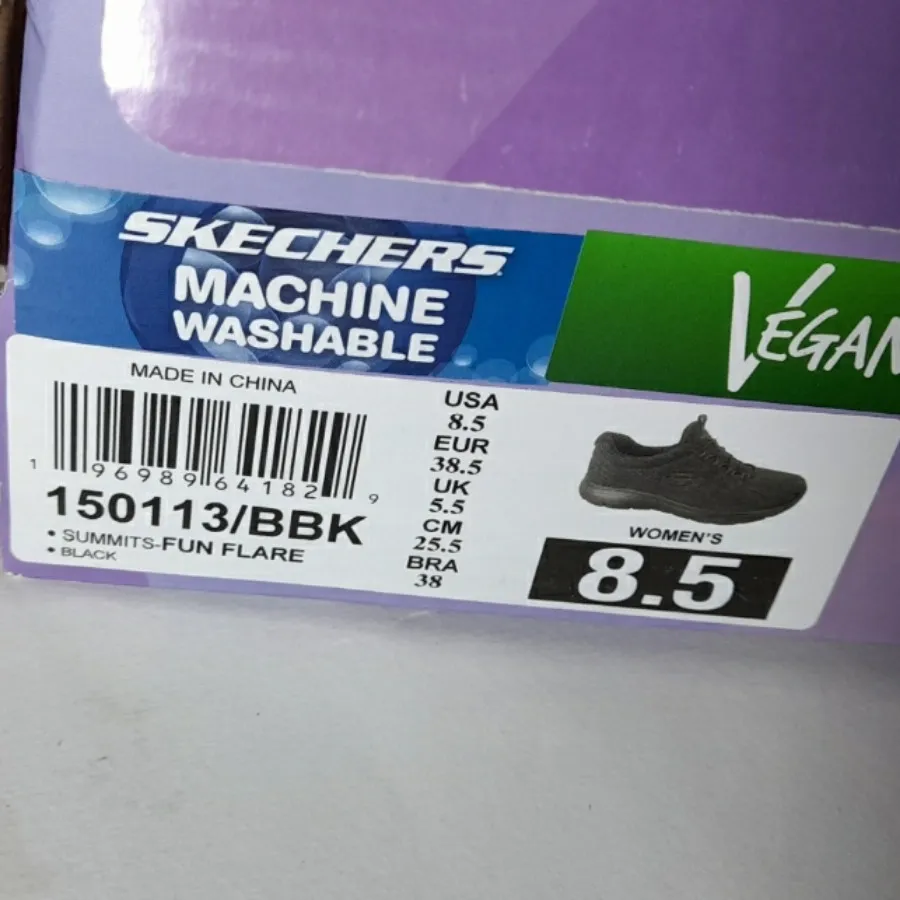 SKECHERS
MACHINE
WASHABLE
VEGAN
MADE IN CHINA
1 96989 64182 9
150113/BBK
• SUMMITS-FUN FLARE
• BLACK
USA
8.5
EUR
38.5
UK
5.5
CM
25.5
BRA
38
WOMEN'S
8.5